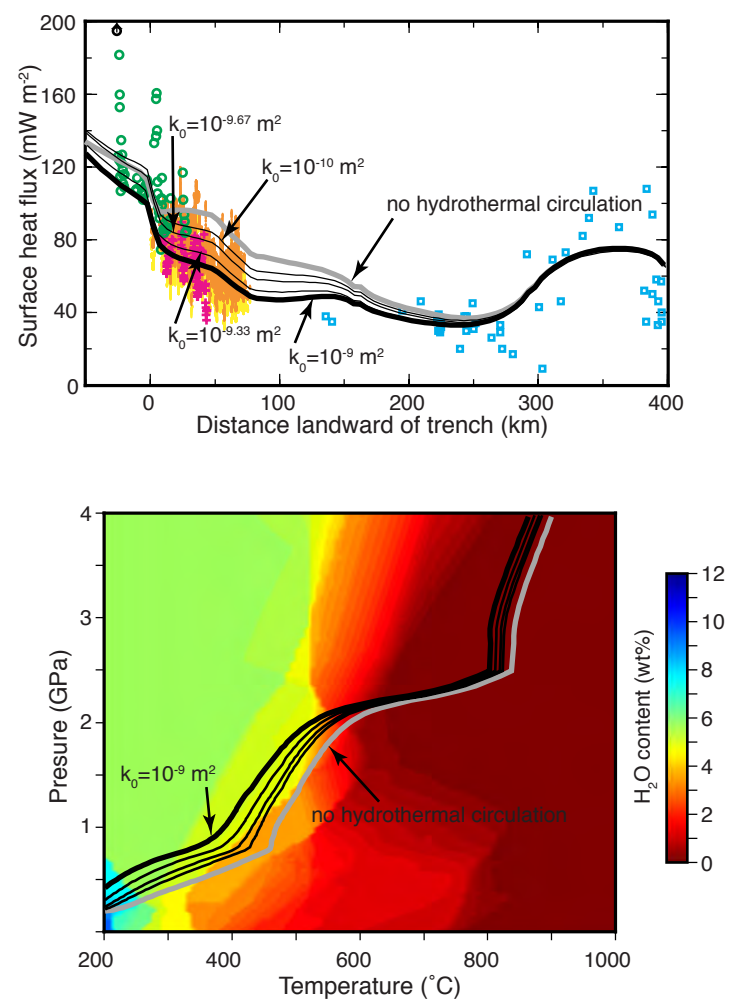 200
160
120
80
40
0
Surface heat flux (mW m-2)
k0=10-9.67 m2
k0=10-10 m2
no hydrothermal circulation
k0=10-9.33 m2
k0=10-9 m2
0 100 200 300 400
Distance landward of trench (km)
4
3
2
1
Presure (GPa)
k0=10-9 m2
no hydrothermal circulation
200 400 600 800 1000
Temperature (˚C)
12
10
8
6
4
2
0
H2O content (wt%)